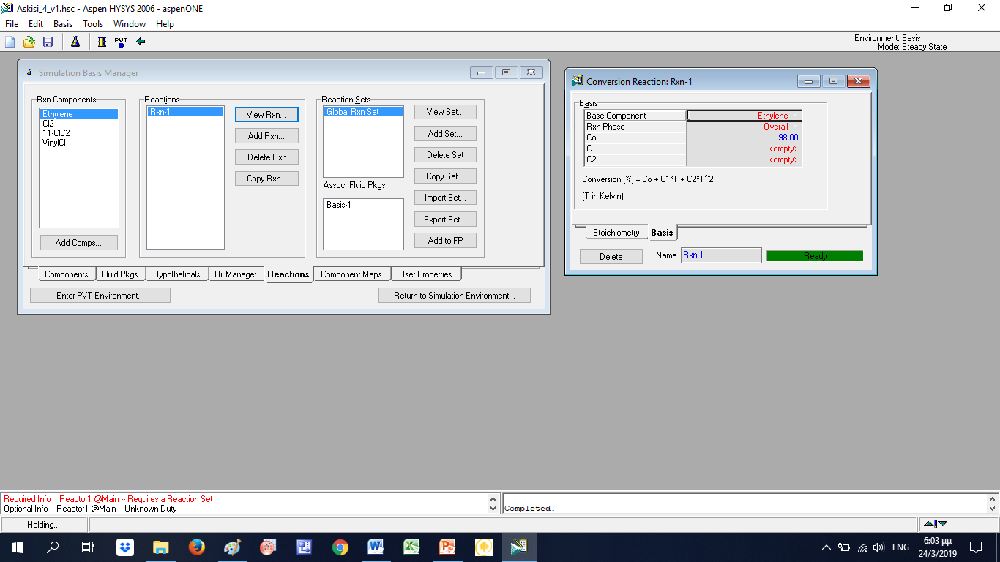 Askisi_4_v1.hsc - Aspen HYSYS 2006 - aspenONE
File Edit Basis Tools Window Help
PVT
Environment: Basis
Mode: Steady State
Simulation Basis Manager
Rxn Components
Ethylene
Cl2
11-ClC2
VinylCl
Add Comps...
Reactions
Rxn-1
View Rxn...
Add Rxn...
Delete Rxn
Copy Rxn...
Reaction Sets
Global Rxn Set
Assoc. Fluid Pkgs
Basis-1
View Set...
Add Set...
Delete Set
Copy Set...
Import Set...
Export Set...
Add to FP
Components Fluid Pkgs Hypotheticals Oil Manager Reactions Component Maps User Properties
Enter PVT Environment... Return to Simulation Environment...
Conversion Reaction: Rxn-1
Basis
Base Component Ethylene
Rxn Phase Overall
Co 98,00
C1 <empty>
C2 <empty>
Conversion (%) = Co + C1*T + C2*T^2
(T in Kelvin)
Stoichiometry Basis
Delete Name Rxn-1 Ready
Required Info : Reactor1 @Main -- Requires a Reaction Set
Optional Info : Reactor1 @Main -- Unknown Duty
Completed.
Holding...
ENG
6:03 μμ
24/3/2019